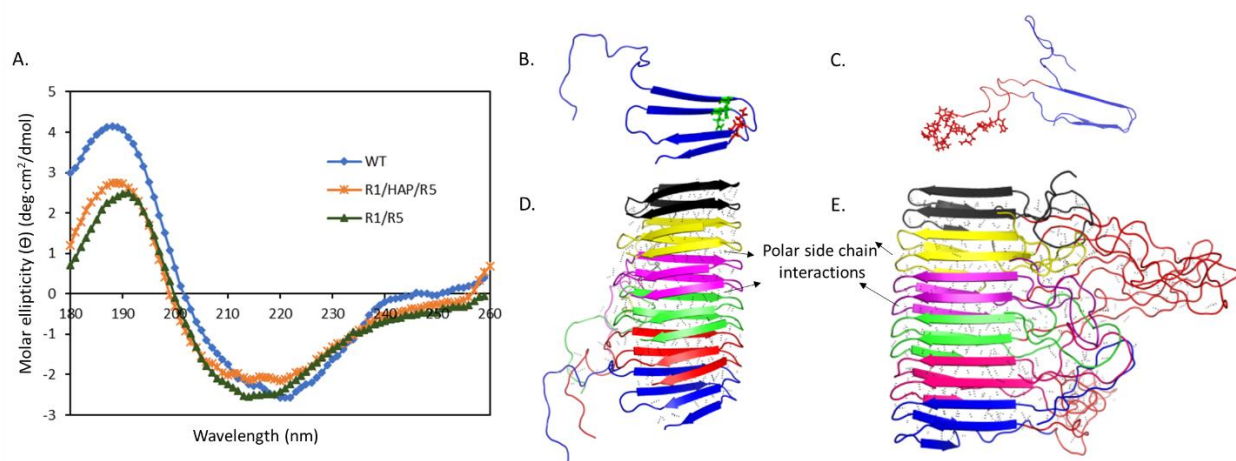 A.
B.
C.
D.
E.
Molar ellipticity (Θ) (deg·cm²/dmol)
5
4
3
2
1
0
-1
-2
-3
180 190 200 210 220 230 240 250 260
WT
R1/HAP/R5
R1/R5
Wavelength (nm)
Polar side chain
interactions